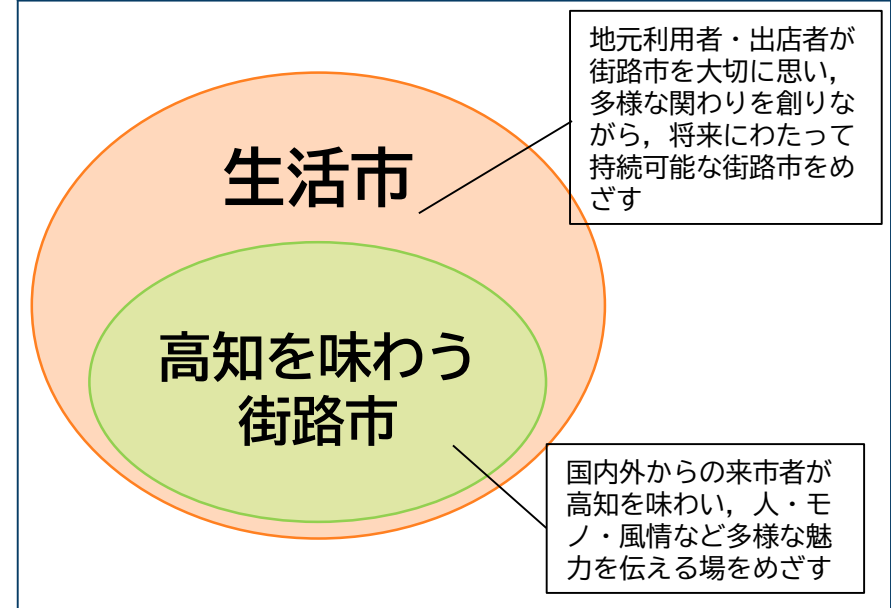 地元利用者・出店者が
街路市を大切に思い，
多様な関わりを創りな
がら，将来にわたって
持続可能な街路市をめ
ざす
生活市
高知を味わう
街路市
国内外からの来市者が
高知を味わい，人・モ
ノ・風情など多様な魅
力を伝える場をめざす